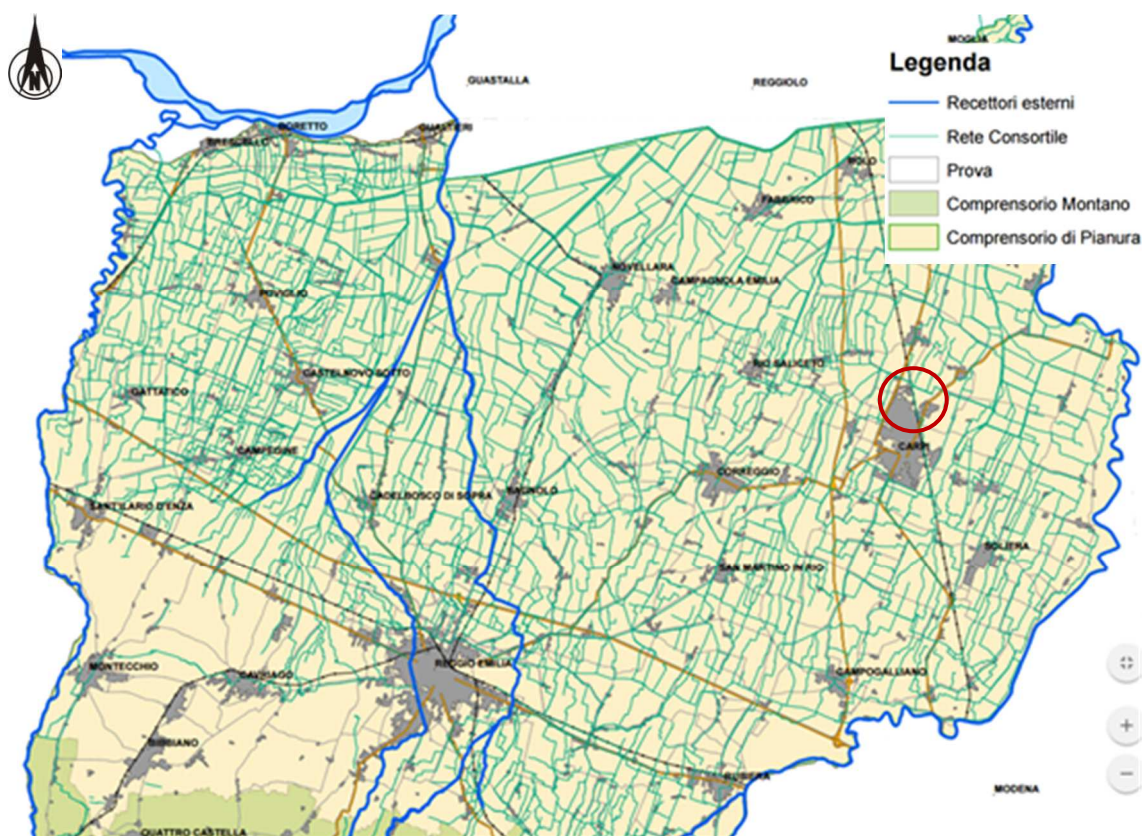 N
MOGLIA
Legenda
GUASTALLA
REGGIOLO
Recettori esterni
Rete Consortile
Prova
Comprensorio Montano
Comprensorio di Pianura
BORETTO
GUALTIERI
BRESCELLO
ROLO
FABBRICO
NOVELLARA
CAMPAGNOLA EMILIA
POVIGLIO
RIO SALICETO
CASTELNOVO SOTTO
GATTATICO
CARPI
CAMPEGINE
CORREGGIO
CADELBOSCO DI SOPRA
BAGNOLO
SANT'ILARIO D'ENZA
SOLIERA
SAN MARTINO IN RIO
REGGIO EMILIA
MONTECCHIO
CAVRIAGO
CAMPOGALLIANO
BIBBIANO
RUBIERA
MODENA
QUATTRO CASTELLA